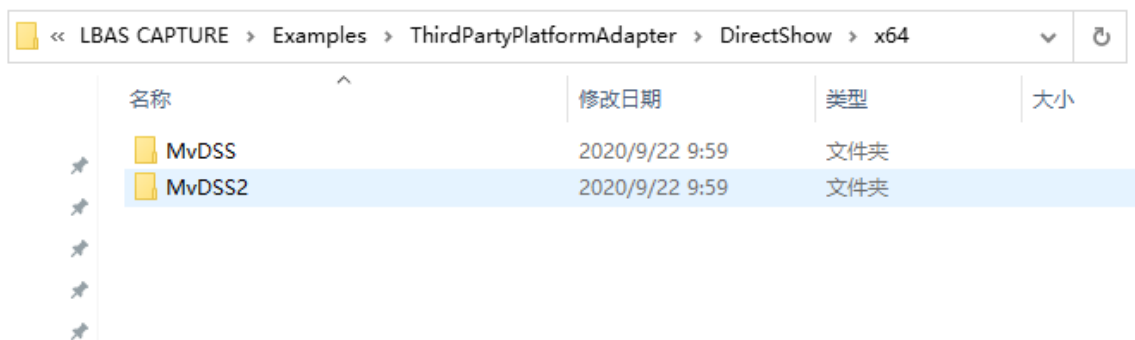 « LBAS CAPTURE > Examples > ThirdPartyPlatformAdapter > DirectShow > x64
名称 修改日期 类型 大小
MvDSS 2020/9/22 9:59 文件夹
MvDSS2 2020/9/22 9:59 文件夹